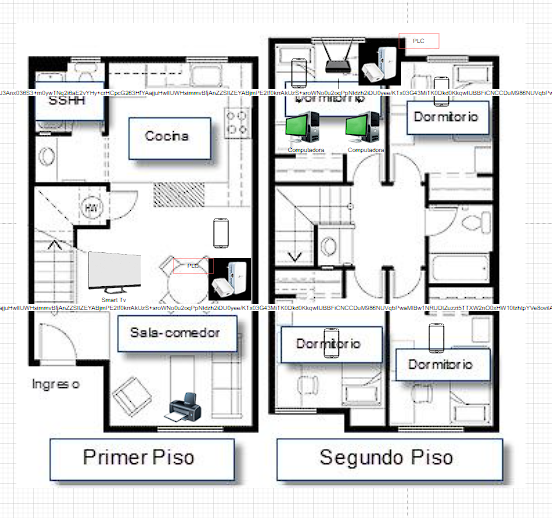 PLC
SSHH
Cocina
Dormitorio
Dormitorio
Computadora
Computadora
HW
PLC
Smart Tv
Sala-comedor
Dormitorio
Dormitorio
Ingreso
Primer Piso
Segundo Piso